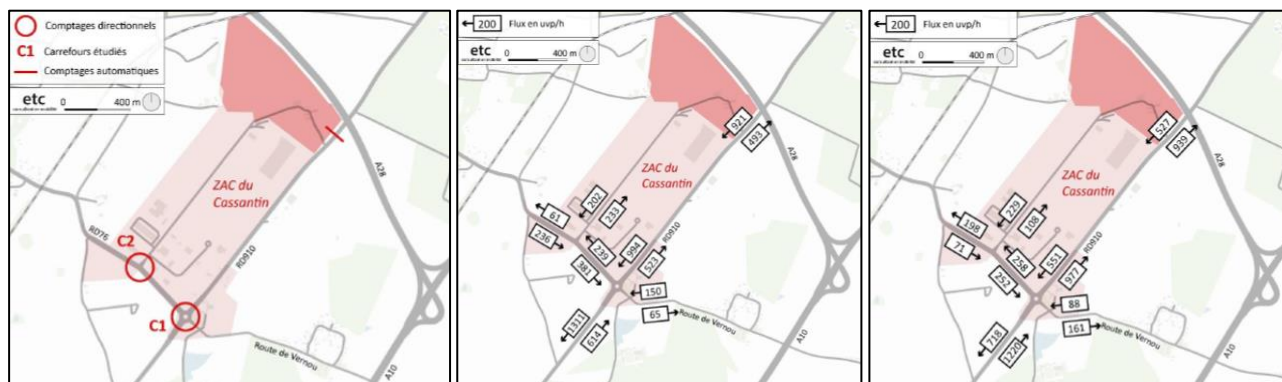 Comptages directionnels
C1 Carrefours étudiés
Comptages automatiques
etc
0 400 m
A28
ZAC du
Cassantin
RD910
RD76
C2
C1
Route de Vernou
A10
200 Flux en uvp/h
etc
0 400 m
921
493
A28
ZAC du
Cassantin
202
233
61
236
RD910
239
994
523
381
150
65
1311
614
Route de Vernou
A10
200 Flux en uvp/h
etc
0 400 m
527
939
A28
ZAC du
Cassantin
229
108
198
71
RD910
258
551
977
252
88
161
718
1220
Route de Vernou
A10